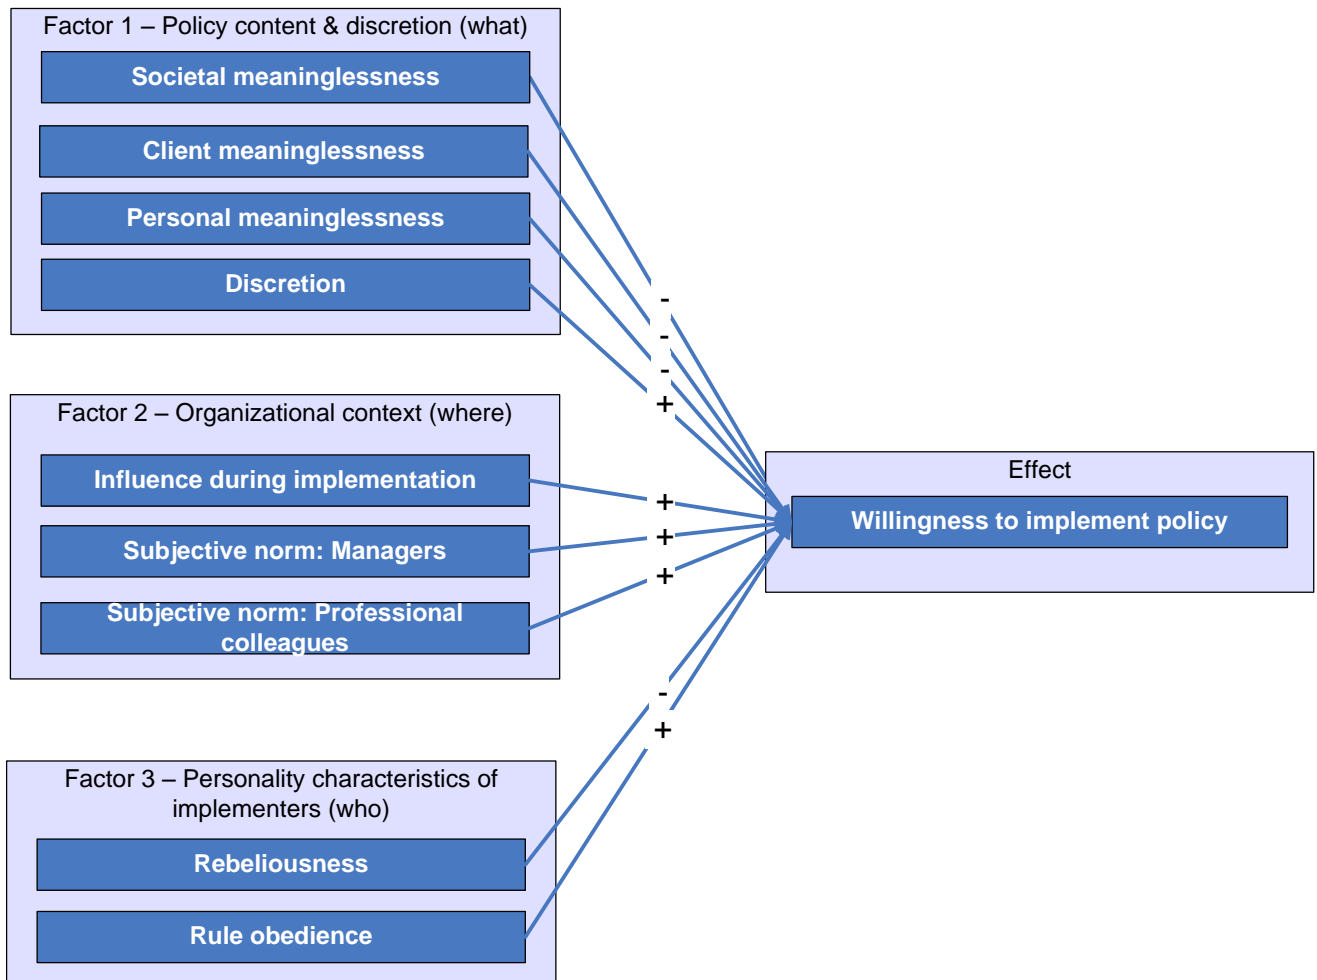 Factor 1 – Policy content & discretion (what)
Societal meaninglessness
Client meaninglessness
Personal meaninglessness
Discretion
-
-
-
+
Factor 2 – Organizational context (where)
Influence during implementation
Subjective norm: Managers
Subjective norm: Professional
colleagues
+
+
+
Effect
Willingness to implement policy
-
+
Factor 3 – Personality characteristics of
implementers (who)
Rebeliousness
Rule obedience